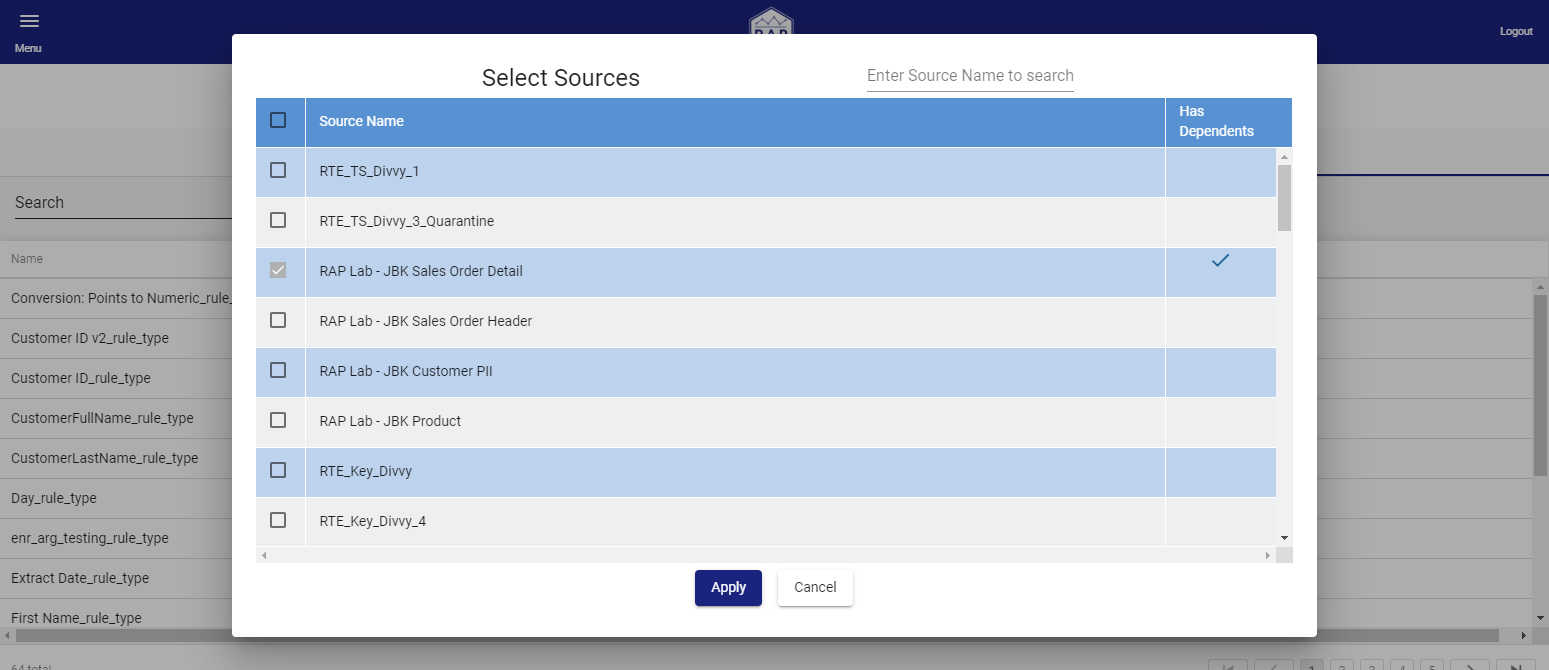 Menu
RAP
Logout
Select Sources
Enter Source Name to search
Source Name
Has
Dependents
RTE_TS_Divvy_1
RTE_TS_Divvy_3_Quarantine
RAP Lab - JBK Sales Order Detail
RAP Lab - JBK Sales Order Header
RAP Lab - JBK Customer PII
RAP Lab - JBK Product
RTE_Key_Divvy
RTE_Key_Divvy_4
Apply
Cancel
Search
Name
Conversion: Points to Numeric_rule_
Customer ID v2_rule_type
Customer ID_rule_type
CustomerFullName_rule_type
CustomerLastName_rule_type
Day_rule_type
enr_arg_testing_rule_type
Extract Date_rule_type
First Name_rule_type
64 total
1 2 3 4 5